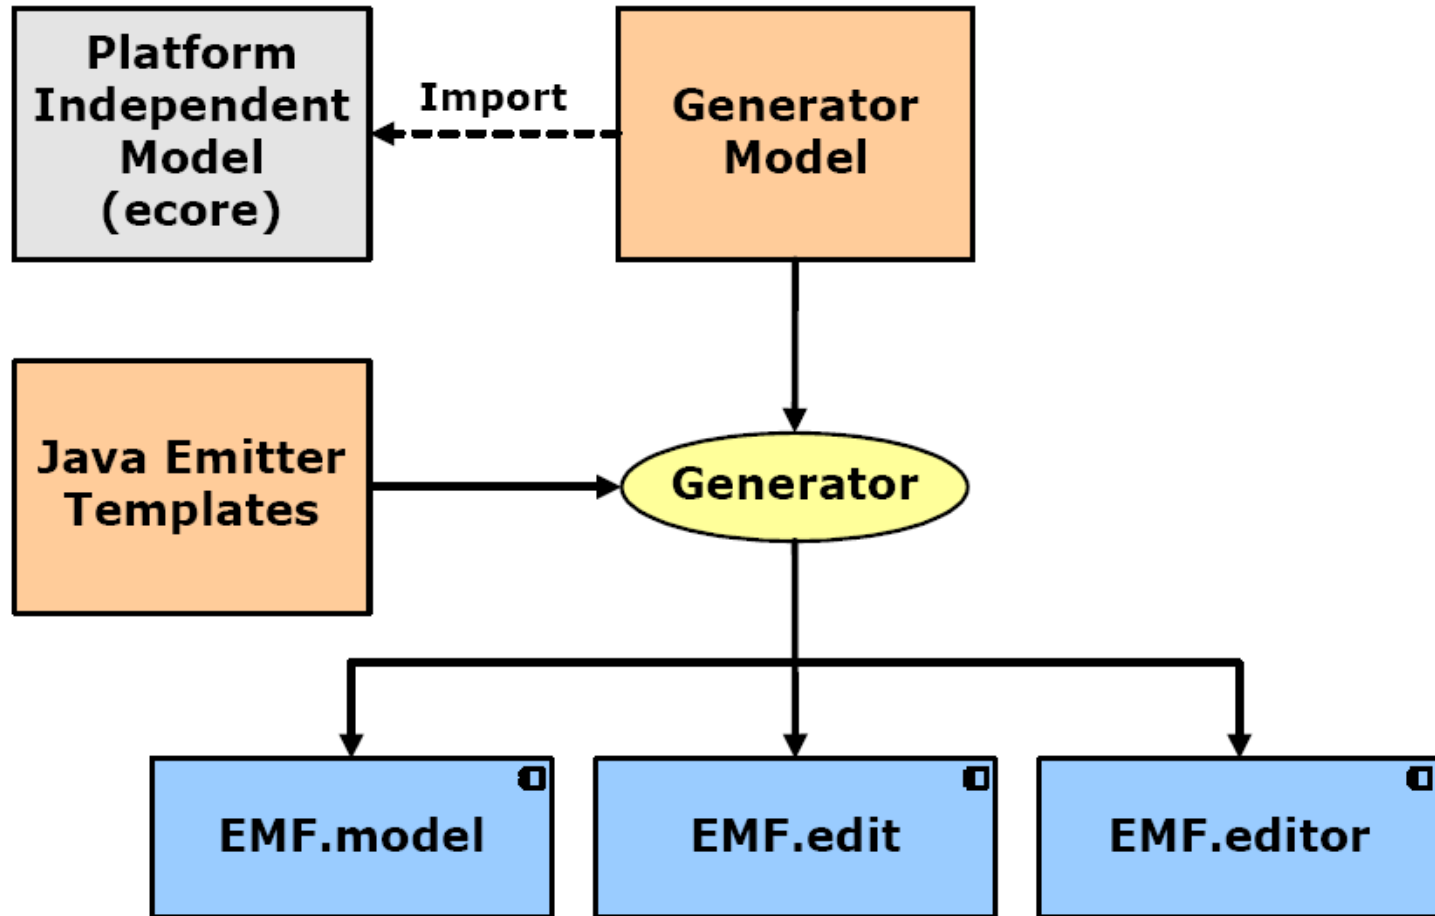 Platform
Independent
Model
(ecore)
Import
Generator
Model
Java Emitter
Templates
Generator
EMF.model
EMF.edit
EMF.editor